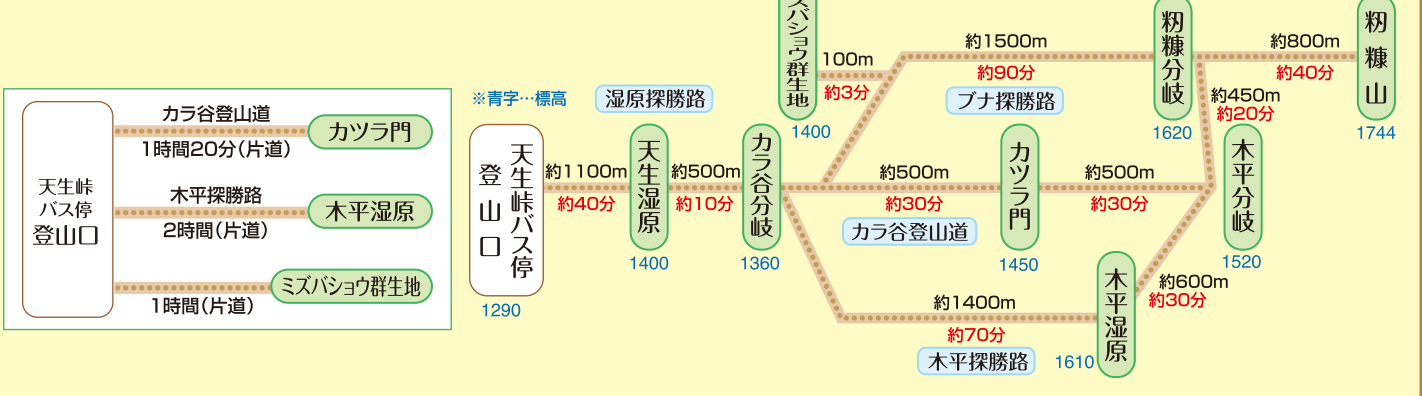 天生峠
バス停
登山口
カラ谷登山道
1時間20分(片道)
カツラ門
木平探勝路
2時間(片道)
木平湿原
1時間(片道)
ミズバショウ群生地
※青字…標高
湿原探勝路
天生峠バス停
登山口
1290
約1100m
約40分
天生湿原
1400
約500m
約10分
カラ谷分岐
1360
バショウ群生地
1400
100m
約3分
約1500m
約90分
ブナ探勝路
籾糠分岐
1620
約800m
約40分
籾糠山
1744
約450m
約20分
約500m
約30分
カラ谷登山道
カツラ門
1450
約500m
約30分
木平分岐
1520
約1400m
約70分
木平探勝路
木平湿原
1610
約600m
約30分